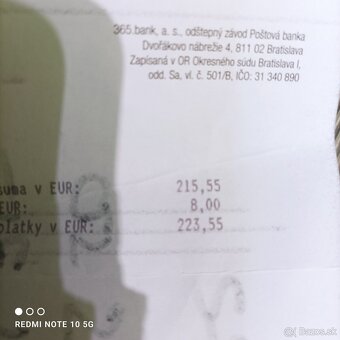 365.bank, a. s., odštepný závod Poštová banka
Dvořákovo nábrežie 4, 811 02 Bratislava
Zapísaná v OR Okresného súdu Bratislava I,
odd. Sa, vl. č. 501/B, IČO: 31 340 890
suma v EUR: 215,55
EUR: 8,00
platky v EUR: 223,55
REDMI NOTE 10 5G
Bazos.sk